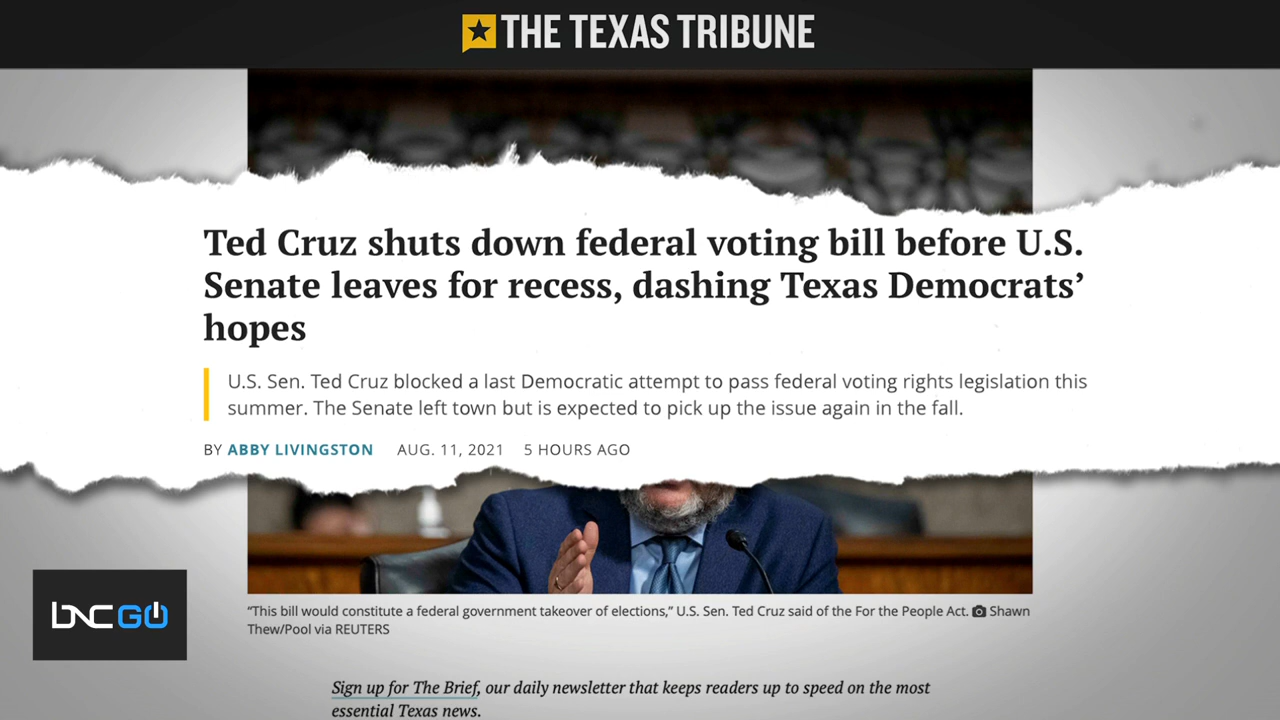 THE TEXAS TRIBUNE
Ted Cruz shuts down federal voting bill before U.S.
Senate leaves for recess, dashing Texas Democrats’
hopes
U.S. Sen. Ted Cruz blocked a last Democratic attempt to pass federal voting rights legislation this
summer. The Senate left town but is expected to pick up the issue again in the fall.
BY ABBY LIVINGSTON AUG. 11, 2021 5 HOURS AGO
BNC GO
“This bill would constitute a federal government takeover of elections,” U.S. Sen. Ted Cruz said of the For the People Act. Shawn
Thew/Pool via REUTERS
Sign up for The Brief, our daily newsletter that keeps readers up to speed on the most
essential Texas news.